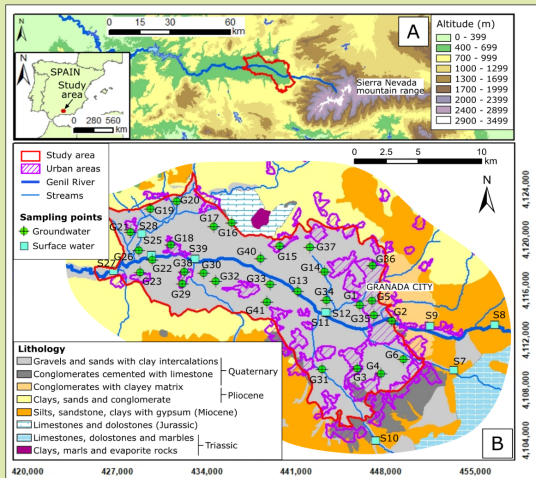 0 15 30 60
km
N
A
Altitude (m)
0 - 399
400 - 699
700 - 999
1000 - 1299
1300 - 1699
1700 - 1999
2000 - 2399
2400 - 2899
2900 - 3499
Sierra Nevada
mountain range
N
SPAIN
Study
area
0 280 560
km
Study area
Urban areas
Genil River
Streams
Sampling points
Groundwater
Surface water
0 2.5 5 10
km
N
G20
G19
G17
G16
G21
S28
S25
G18
G26
S39
S27
G22
G38
G30
G23
G29
G32
G40
G33
G15
G37
G14
G36
GRANADA CITY
G13
G41
G34
G1
G5
S12
S11
G35
G2
S9
S8
G6
S7
G31
G3
G4
S10
B
Lithology
Gravels and sands with clay intercalations
Conglomerates cemented with limestone
Quaternary
Conglomerates with clayey matrix
Clays, sands and conglomerate
Pliocene
Silts, sandstone, clays with gypsum (Miocene)
Limestones and dolostones (Jurassic)
Limestones, dolostones and marbles
Clays, marls and evaporite rocks
Triassic
4,124,000
4,120,000
4,116,000
4,112,000
4,108,000
4,104,000
420,000 427,000 434,000 441,000 448,000 455,000